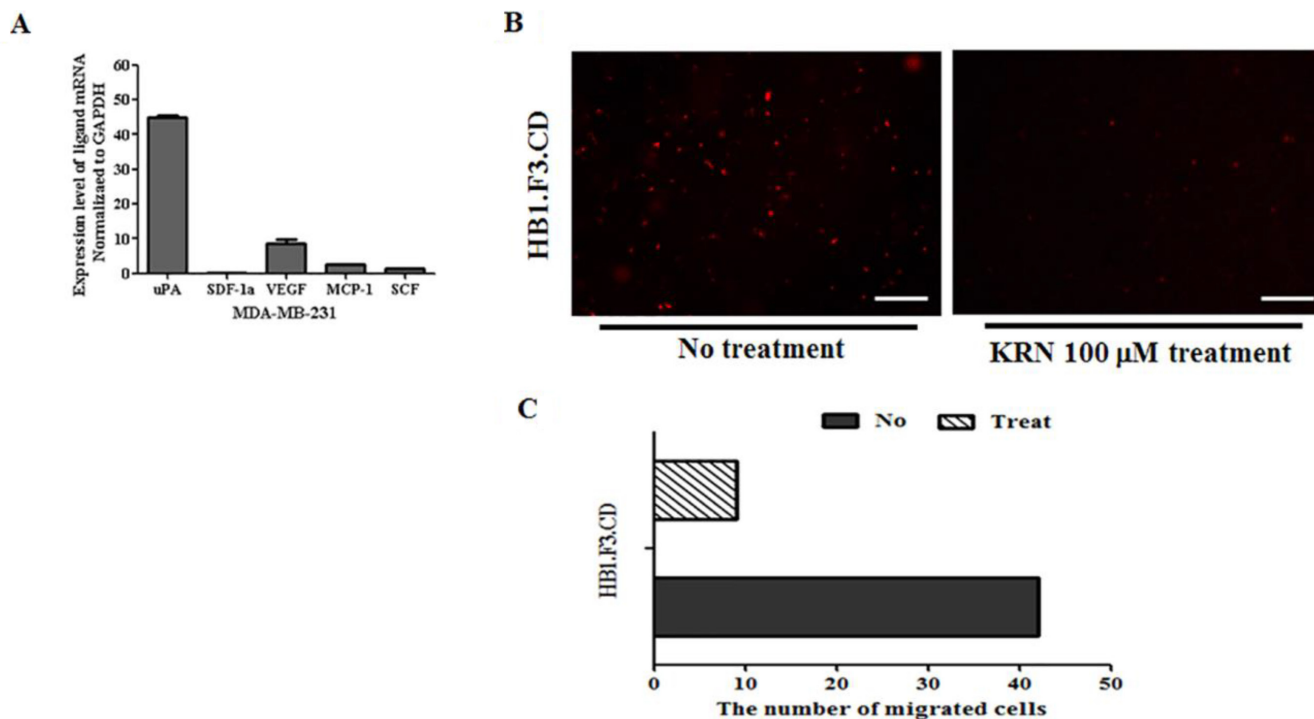 A
Expression level of ligand mRNA
Normalizaed to GAPDH
60
50
40
30
20
10
0
uPA SDF-1a VEGF MCP-1 SCF
MDA-MB-231
B
HB1.F3.CD
No treatment
KRN 100 μM treatment
C
No Treat
HB1.F3.CD
0 10 20 30 40 50
The number of migrated cells